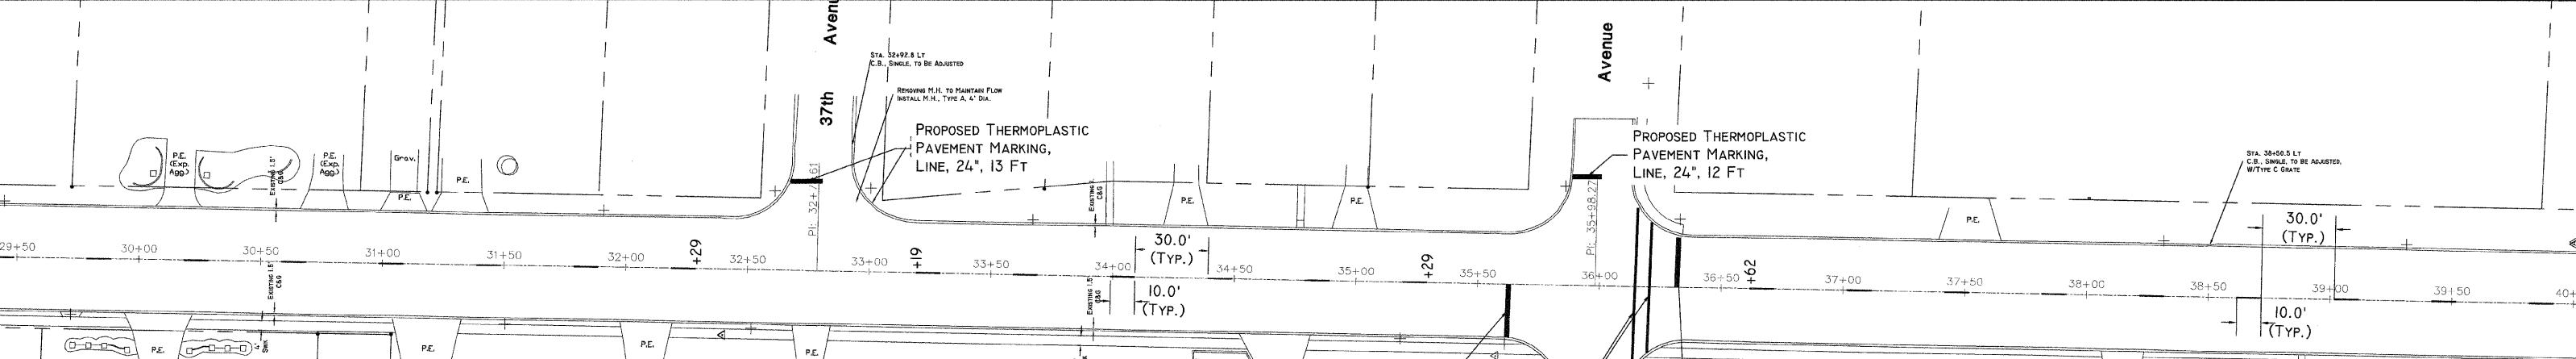 37th Avenu
Avenue
STA. 32+92.8 LT
C.B., SINGLE, TO BE ADJUSTED
REMOVING M.H. TO MAINTAIN FLOW
INSTALL M.H., TYPE A, 4' DIA.
PROPOSED THERMOPLASTIC
PAVEMENT MARKING,
LINE, 24", 13 FT
PROPOSED THERMOPLASTIC
PAVEMENT MARKING,
LINE, 24", 12 FT
STA. 38+50.5 LT
C.B., SINGLE, TO BE ADJUSTED,
W/TYPE C GRATE
P.E.
(Exp.
Agg.)
EXISTING 1.5'
C&G
P.E.
(Exp.
Agg.)
Grav.
P.E.
P.E.
EXISTING
C&G
P.E.
P.E.
P.E.
PI: 35+98.27
29+50
30+00
30+50
31+00
31+50
32+00
+29
32+50
33+00
+19
33+50
34+00
34+50
35+00
+29
35+50
36+00
36+50
+62
37+00
37+50
38+00
38+50
39+00
39+50
40+
30.0'
(TYP.)
10.0'
(TYP.)
30.0'
(TYP.)
10.0'
(TYP.)
EXISTING 1.5'
C&G
EXISTING 1.5'
C&G
P.E.
P.E.
P.E.
P.E.
4'
SWK